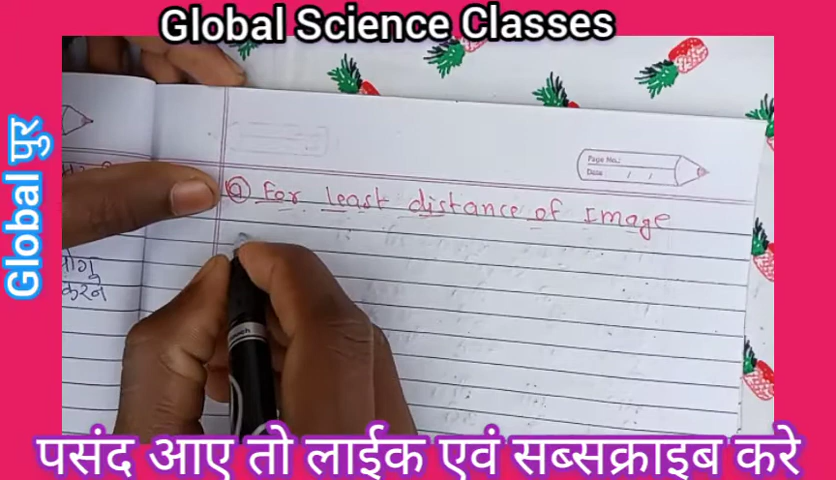 Global Science Classes
Global पुर
Page No.:
Date / /
(a) For Least distance of Image
योग
करने
पसंद आए तो लाईक एवं सब्सक्राइब करे